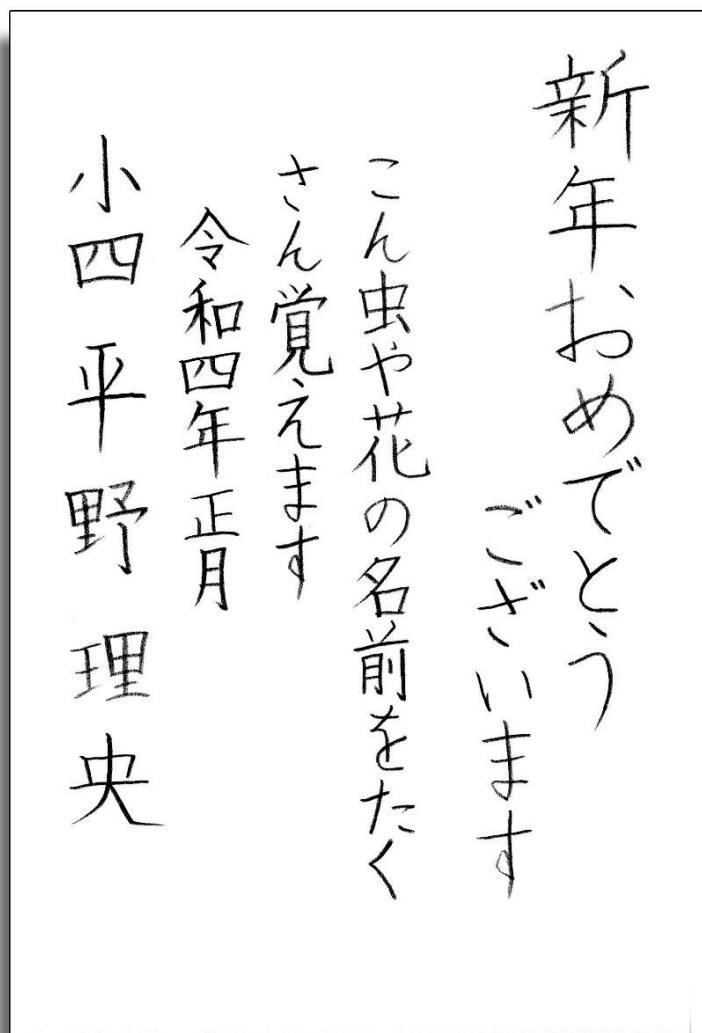 新年おめでとう
ございます
こん虫や花の名前をたく
さん覚えます
令和四年正月
小四 平野 理央